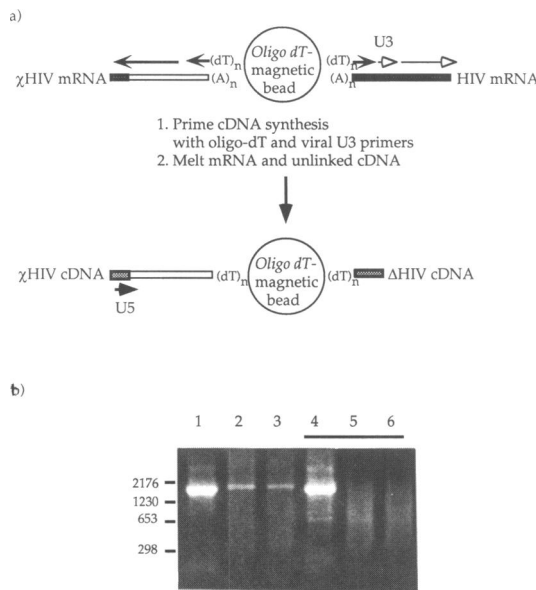 a)
U3
Oligo dT-
magnetic
bead
(dT)n
(dT)n
χHIV mRNA
(A)n
(A)n
HIV mRNA
1. Prime cDNA synthesis
with oligo-dT and viral U3 primers
2. Melt mRNA and unlinked cDNA
Oligo dT-
magnetic
bead
χHIV cDNA
(dT)n
(dT)n
ΔHIV cDNA
U5
b)
1 2 3 4 5 6
2176
1230
653
298